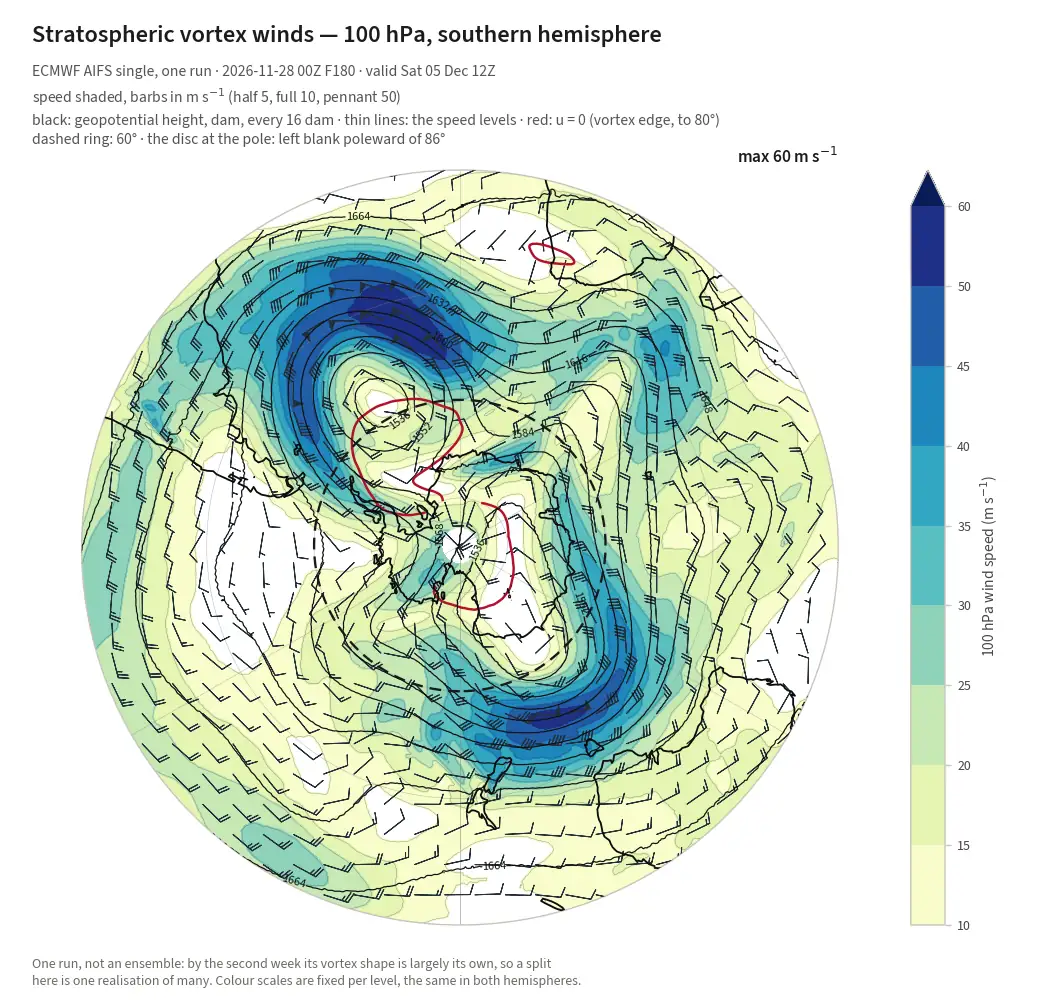 Stratospheric vortex winds — 100 hPa, southern hemisphere
ECMWF AIFS single, one run · 2026-11-28 00Z F180 · valid Sat 05 Dec 12Z
speed shaded, barbs in m s⁻¹ (half 5, full 10, pennant 50)
black: geopotential height, dam, every 16 dam · thin lines: the speed levels · red: u = 0 (vortex edge, to 80°)
dashed ring: 60° · the disc at the pole: left blank poleward of 86°
max 60 m s⁻¹
1664
1632
1616
1648
1536
1552
1584
1568
1664
1664
60
50
45
40
35
30
25
20
15
10
100 hPa wind speed (m s⁻¹)
One run, not an ensemble: by the second week its vortex shape is largely its own, so a split
here is one realisation of many. Colour scales are fixed per level, the same in both hemispheres.